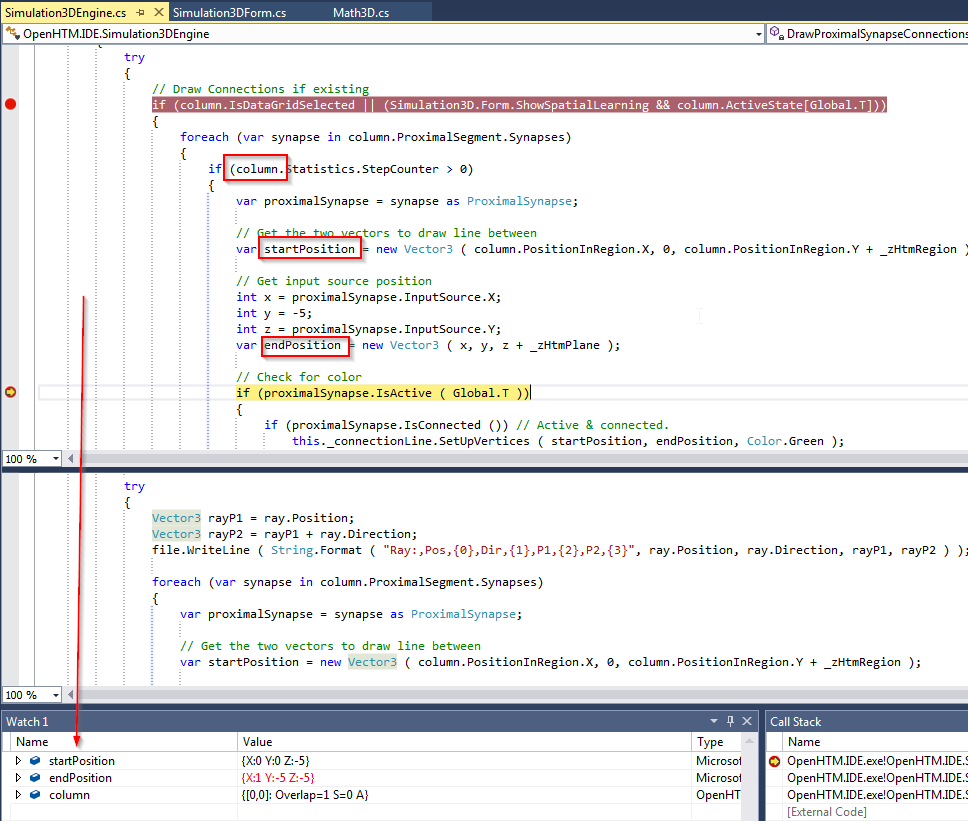 Simulation3DEngine.cs Simulation3DForm.cs Math3D.cs
OpenHTM.IDE.Simulation3DEngine DrawProximalSynapseConnections
try
{
// Draw Connections if existing
if (column.IsDataGridSelected || (Simulation3D.Form.ShowSpatialLearning && column.ActiveState[Global.T]))
{
foreach (var synapse in column.ProximalSegment.Synapses)
{
if (column.Statistics.StepCounter > 0)
{
var proximalSynapse = synapse as ProximalSynapse;
// Get the two vectors to draw line between
var startPosition = new Vector3 ( column.PositionInRegion.X, 0, column.PositionInRegion.Y + _zHtmRegion )
// Get input source position
int x = proximalSynapse.InputSource.X;
int y = -5;
int z = proximalSynapse.InputSource.Y;
var endPosition = new Vector3 ( x, y, z + _zHtmPlane );
// Check for color
if (proximalSynapse.IsActive ( Global.T ))
{
if (proximalSynapse.IsConnected ()) // Active & connected.
this._connectionLine.SetUpVertices ( startPosition, endPosition, Color.Green );
100 %
try
{
Vector3 rayP1 = ray.Position;
Vector3 rayP2 = rayP1 + ray.Direction;
file.WriteLine ( String.Format ( "Ray:,Pos,{0},Dir,{1},P1,{2},P2,{3}", ray.Position, ray.Direction, rayP1, rayP2 ) );
foreach (var synapse in column.ProximalSegment.Synapses)
{
var proximalSynapse = synapse as ProximalSynapse;
// Get the two vectors to draw line between
var startPosition = new Vector3 ( column.PositionInRegion.X, 0, column.PositionInRegion.Y + _zHtmRegion );
100 %
Watch 1 Call Stack
Name Value Type Name
startPosition {X:0 Y:0 Z:-5} Microsof OpenHTM.IDE.exe!OpenHTM.IDE.S
endPosition {X:1 Y:-5 Z:-5} Microsof OpenHTM.IDE.exe!OpenHTM.IDE.S
column {[0,0]: Overlap=1 S=0 A} OpenHT OpenHTM.IDE.exe!OpenHTM.IDE.S
[External Code]